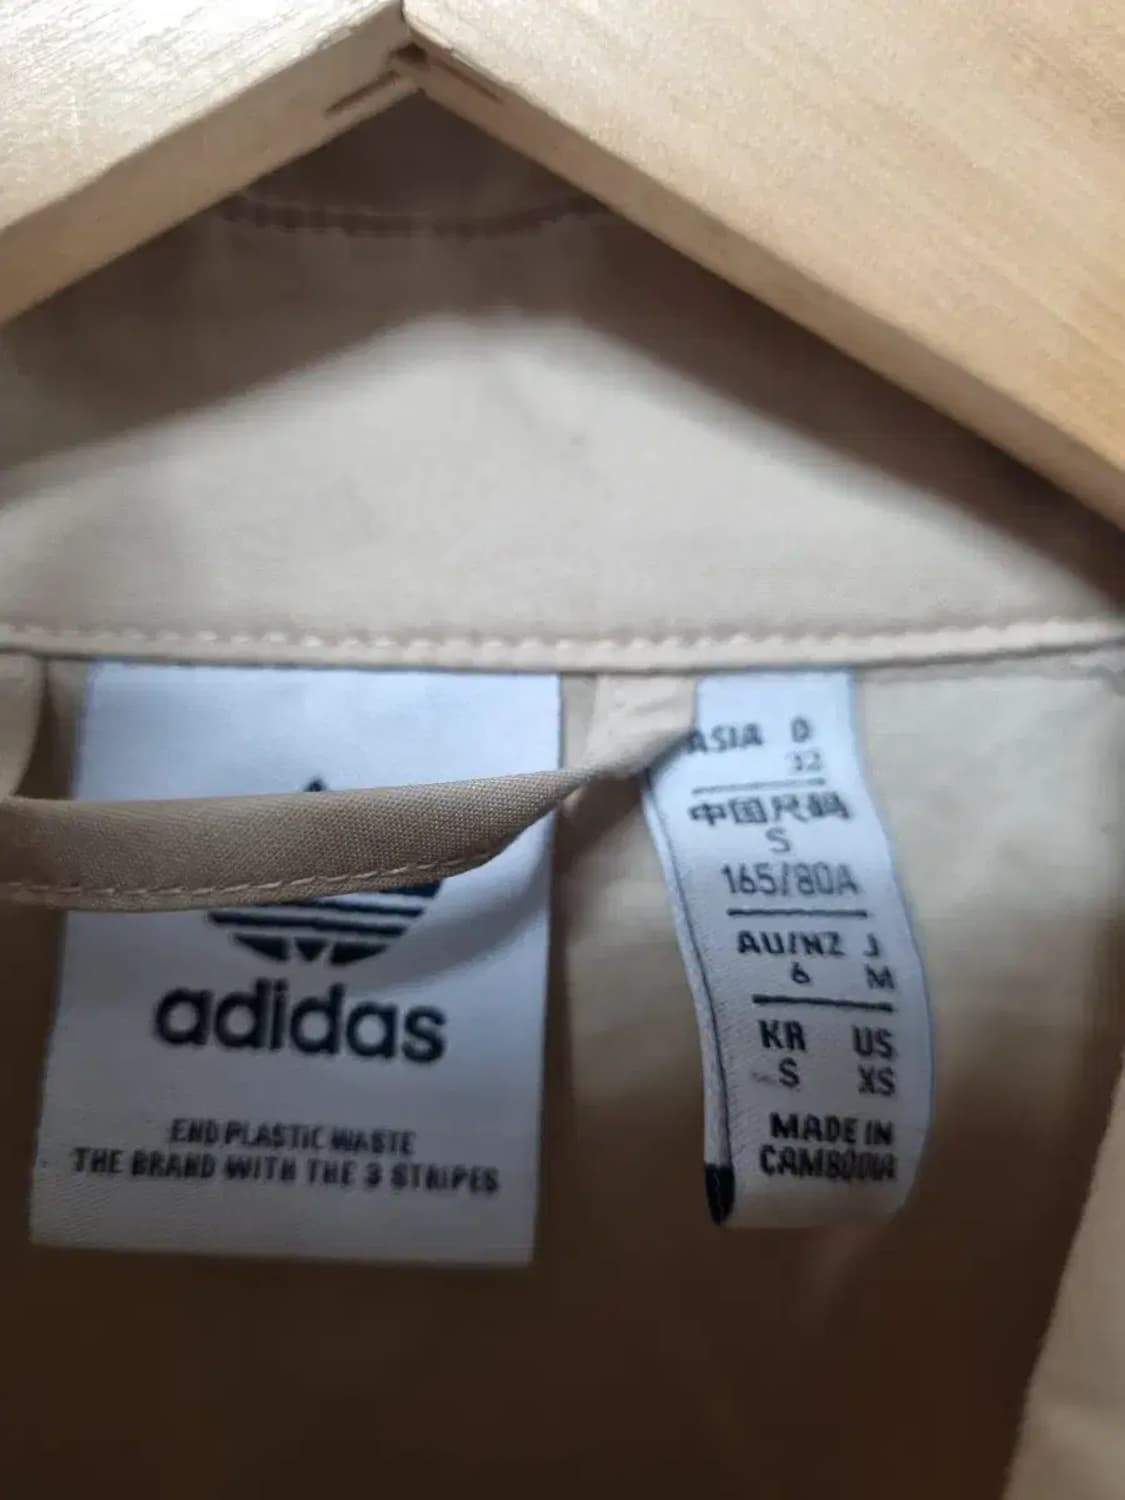 adidas
END PLASTIC WASTE
THE BRAND WITH THE 3 STRIPES
ASIA D
32
中国尺码
S
165/80A
AU/NZ J
6 M
KR US
S XS
MADE IN
CAMBODIA